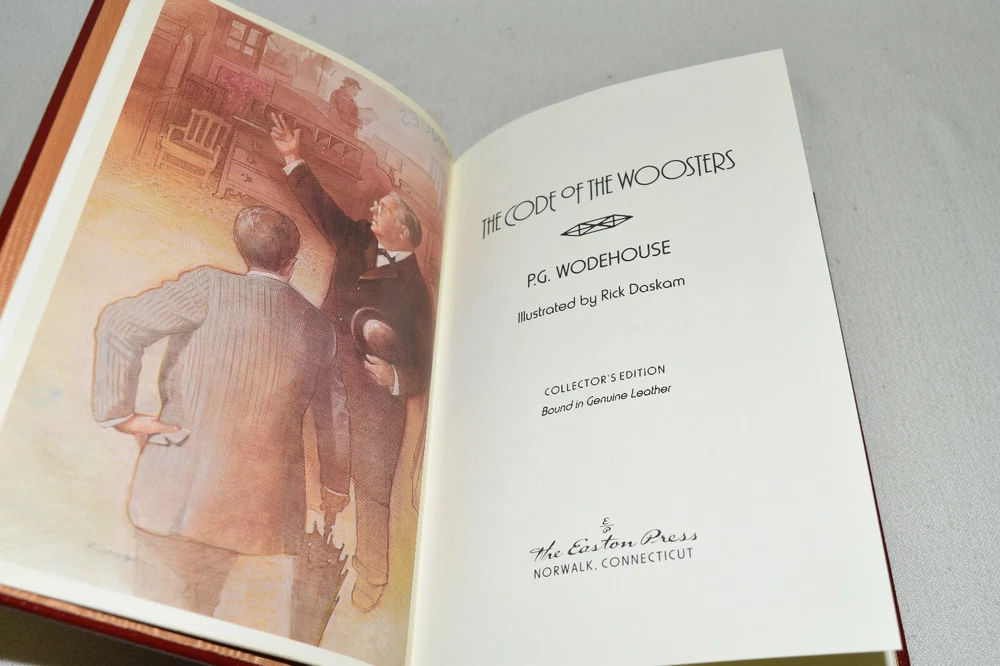 THE CODE OF THE WOOSTERS
P.G. WODEHOUSE
Illustrated by Rick Daskam
COLLECTOR'S EDITION
Bound in Genuine Leather
E
P
The Easton Press
NORWALK, CONNECTICUT